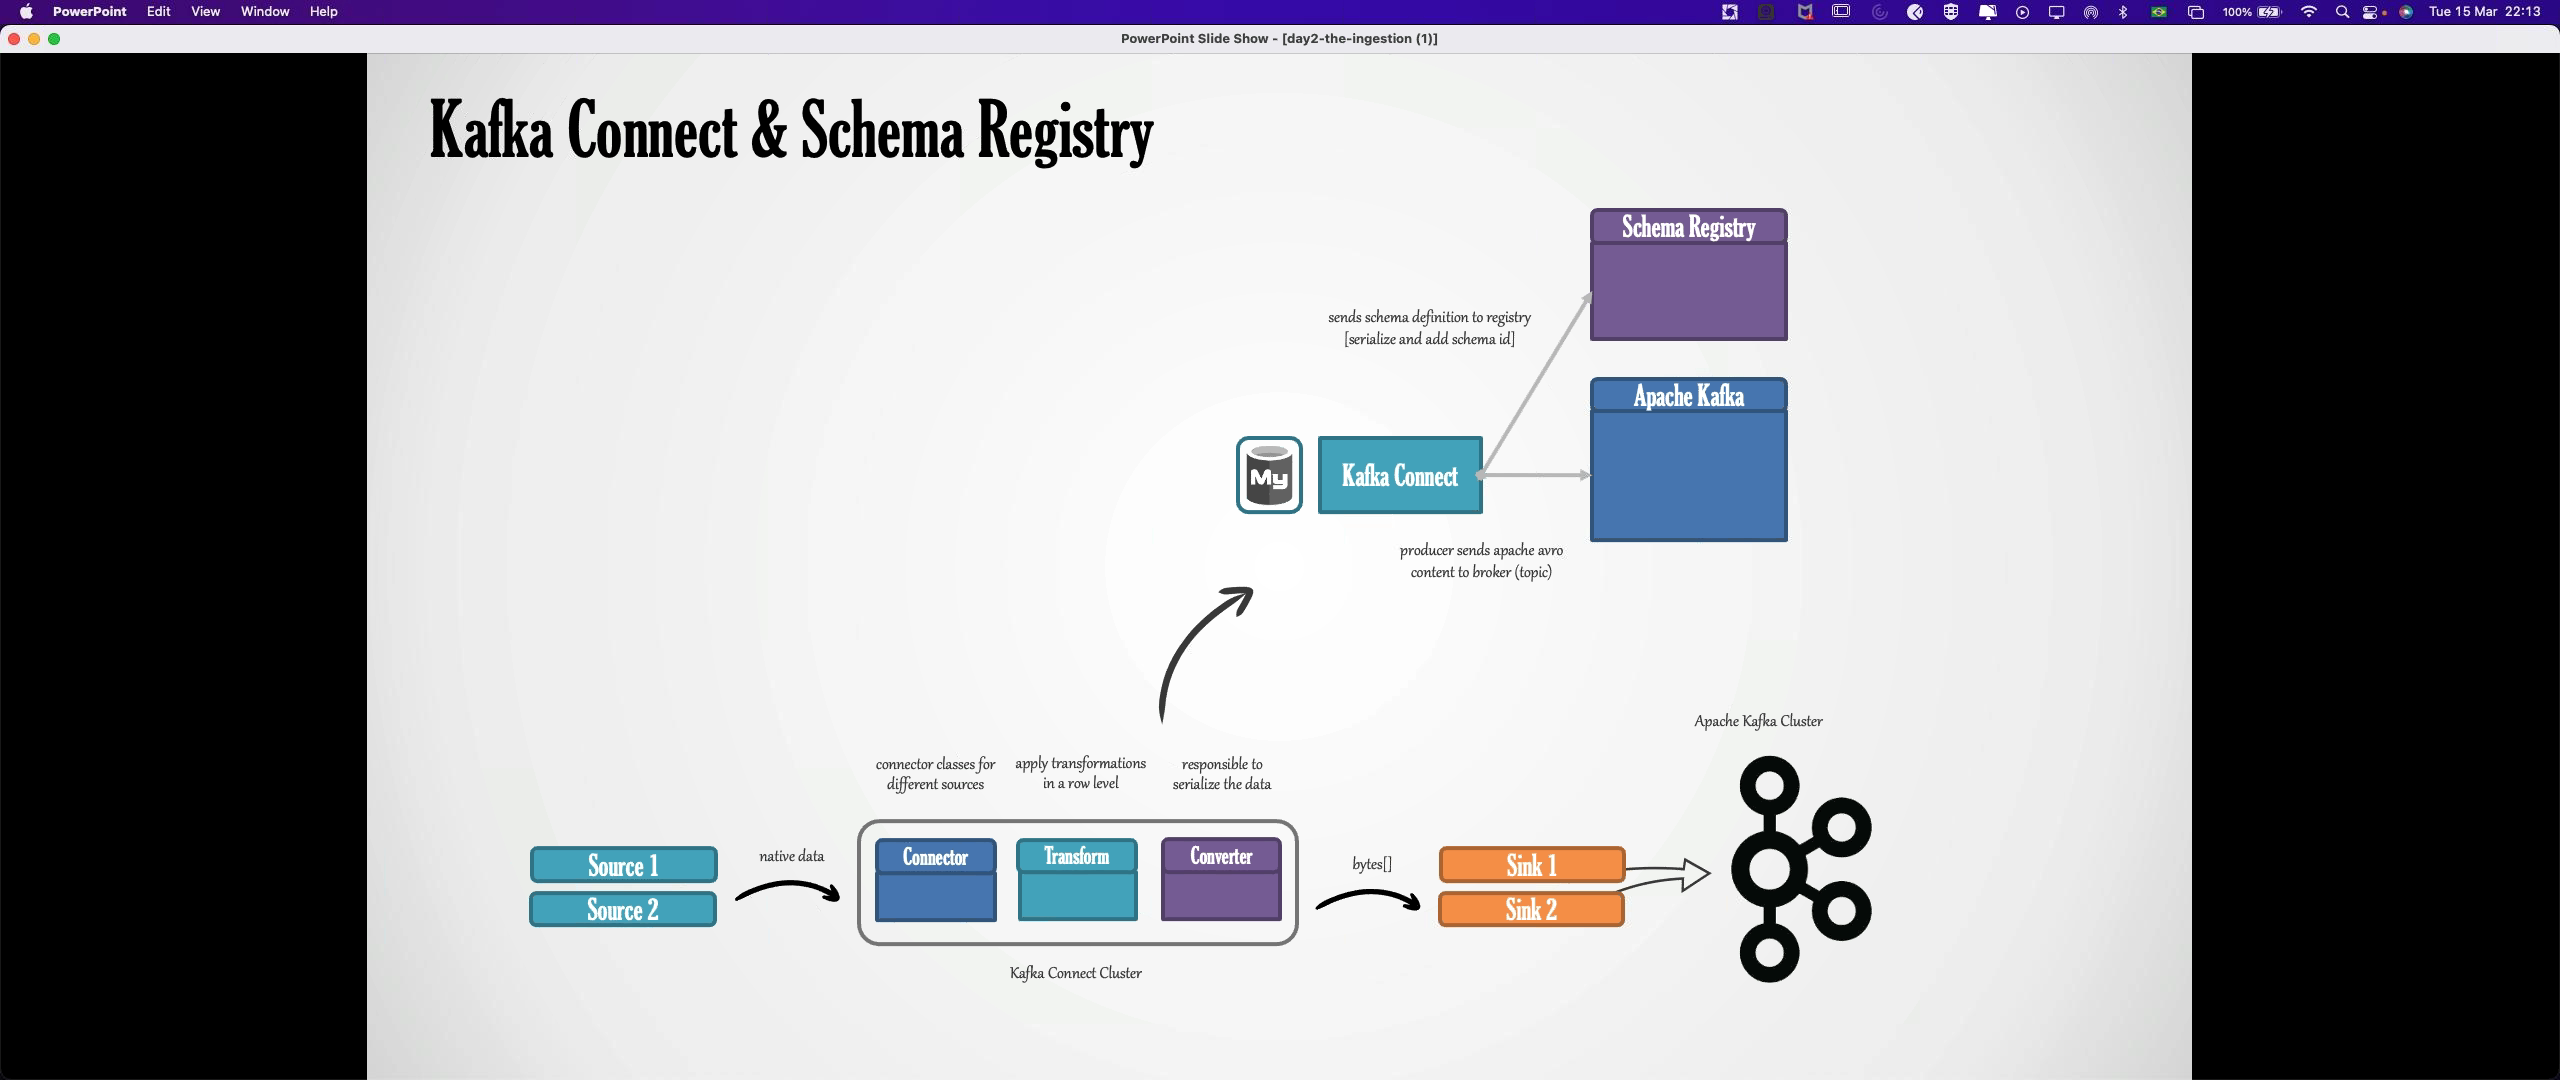 PowerPoint Edit View Window Help
100% Tue 15 Mar 22:13
PowerPoint Slide Show - [day2-the-ingestion (1)]
Kafka Connect & Schema Registry
Schema Registry
sends schema definition to registry
[serialize and add schema id]
Apache Kafka
My
Kafka Connect
producer sends apache avro
content to broker (topic)
Apache Kafka Cluster
connector classes for
different sources
apply transformations
in a row level
responsible to
serialize the data
Source 1
Source 2
native data
Connector
Transform
Converter
bytes[]
Sink 1
Sink 2
Kafka Connect Cluster